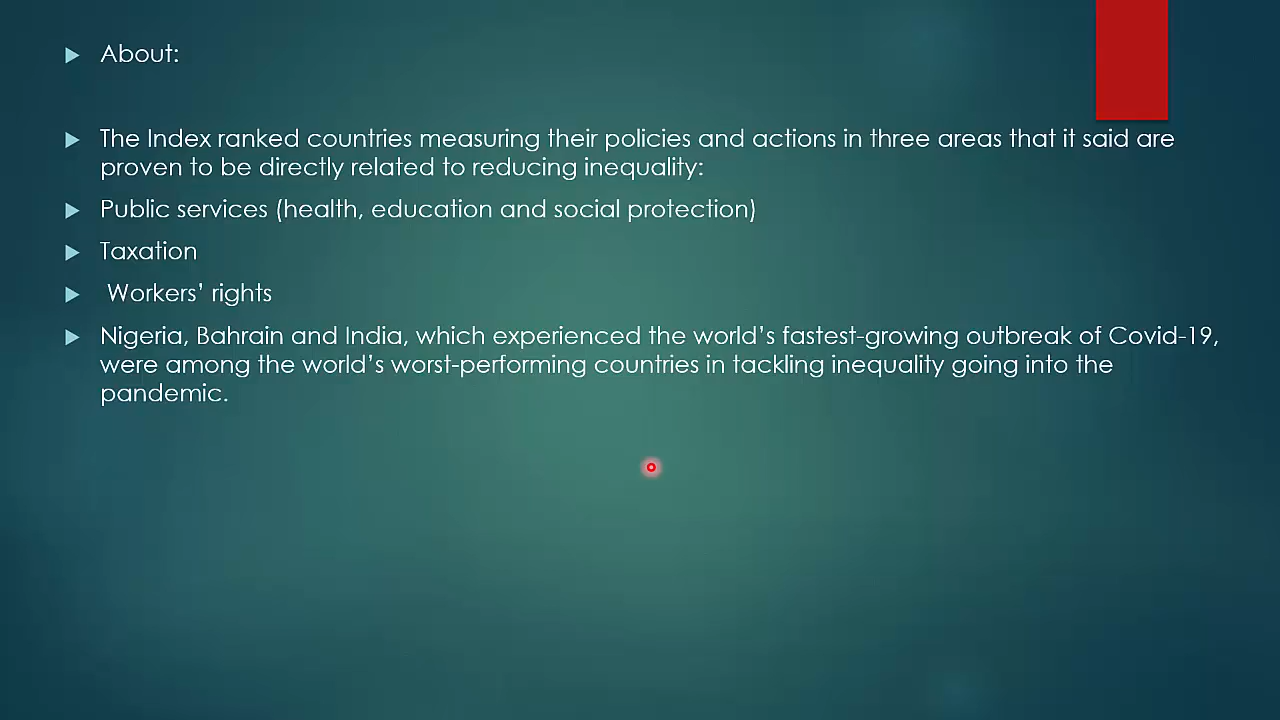 About:
The Index ranked countries measuring their policies and actions in three areas that it said are
proven to be directly related to reducing inequality:
Public services (health, education and social protection)
Taxation
Workers’ rights
Nigeria, Bahrain and India, which experienced the world’s fastest-growing outbreak of Covid-19,
were among the world’s worst-performing countries in tackling inequality going into the
pandemic.